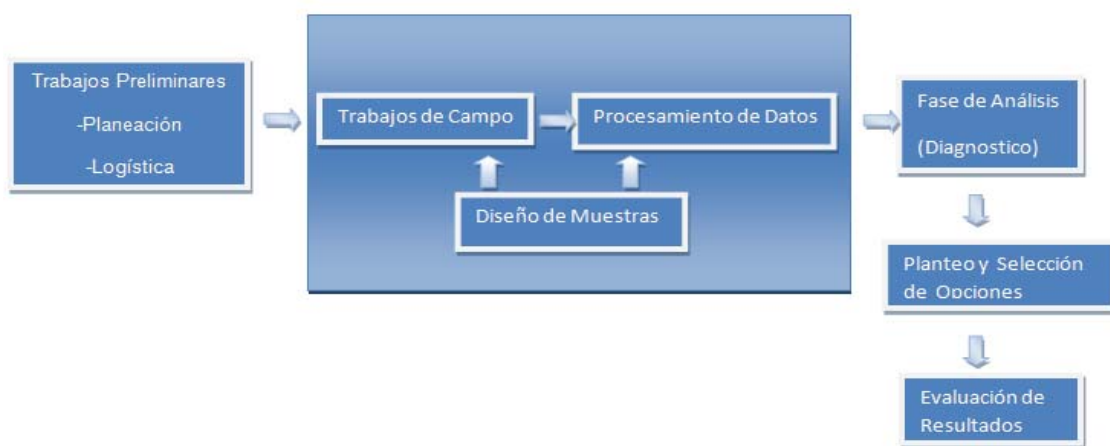 Trabajos Preliminares
-Planeación
-Logística
Trabajos de Campo
Procesamiento de Datos
Diseño de Muestras
Fase de Análisis
(Diagnostico)
Planteo y Selección
de Opciones
Evaluación de
Resultados